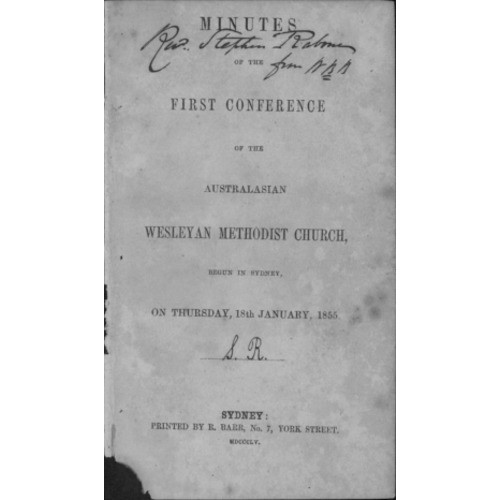 MINUTES
Rev. Stephen Rabone
OF THE
from
FIRST CONFERENCE
OF THE
AUSTRALASIAN
WESLEYAN METHODIST CHURCH,
BEGUN IN SYDNEY,
ON THURSDAY, 18th JANUARY, 1855.
S. R.
SYDNEY:
PRINTED BY R. BARR, No. 7, YORK STREET.
MDCCCLV.